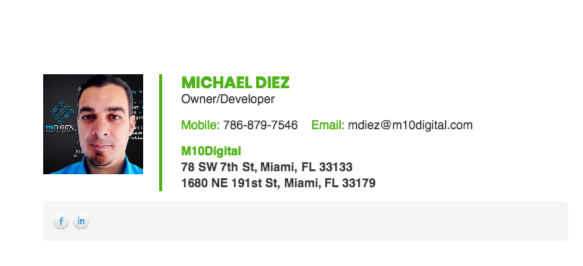 MICHAEL DIEZ
Owner/Developer
Mobile: 786-879-7546 Email: mdiez@m10digital.com
M10Digital
78 SW 7th St, Miami, FL 33133
1680 NE 191st St, Miami, FL 33179
M10DIGITAL
f in